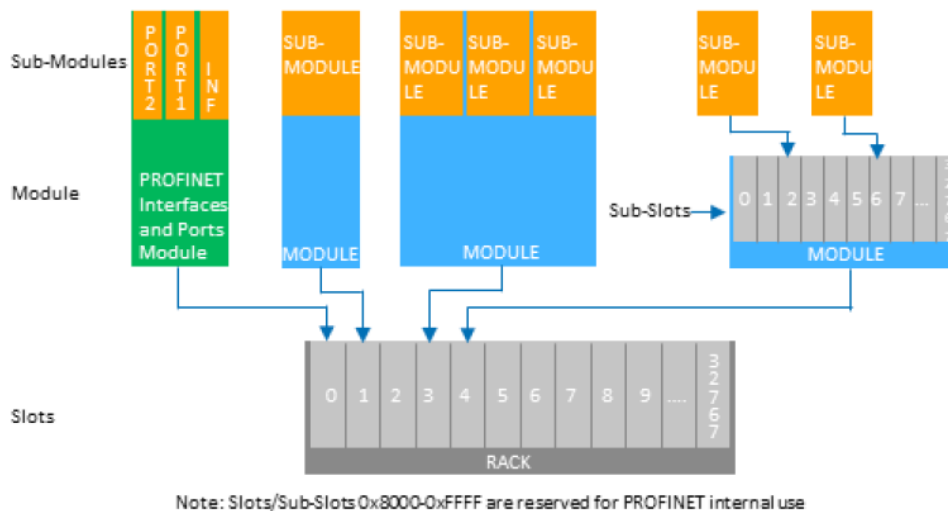 Sub-Modules
PORT2
PORT1
INF
SUB-
MODULE
SUB-
MODU
LE
SUB-
MODU
LE
SUB-
MODU
LE
SUB-
MODU
LE
SUB-
MODU
LE
Module
PROFINET
Interfaces
and Ports
Module
MODULE
MODULE
Sub-Slots
0 1 2 3 4 5 6 7 ...
MODULE
Slots
0 1 2 3 4 5 6 7 8 9 .... 32767
RACK
Note: Slots/Sub-Slots 0x8000-0xFFFF are reserved for PROFINET internal use